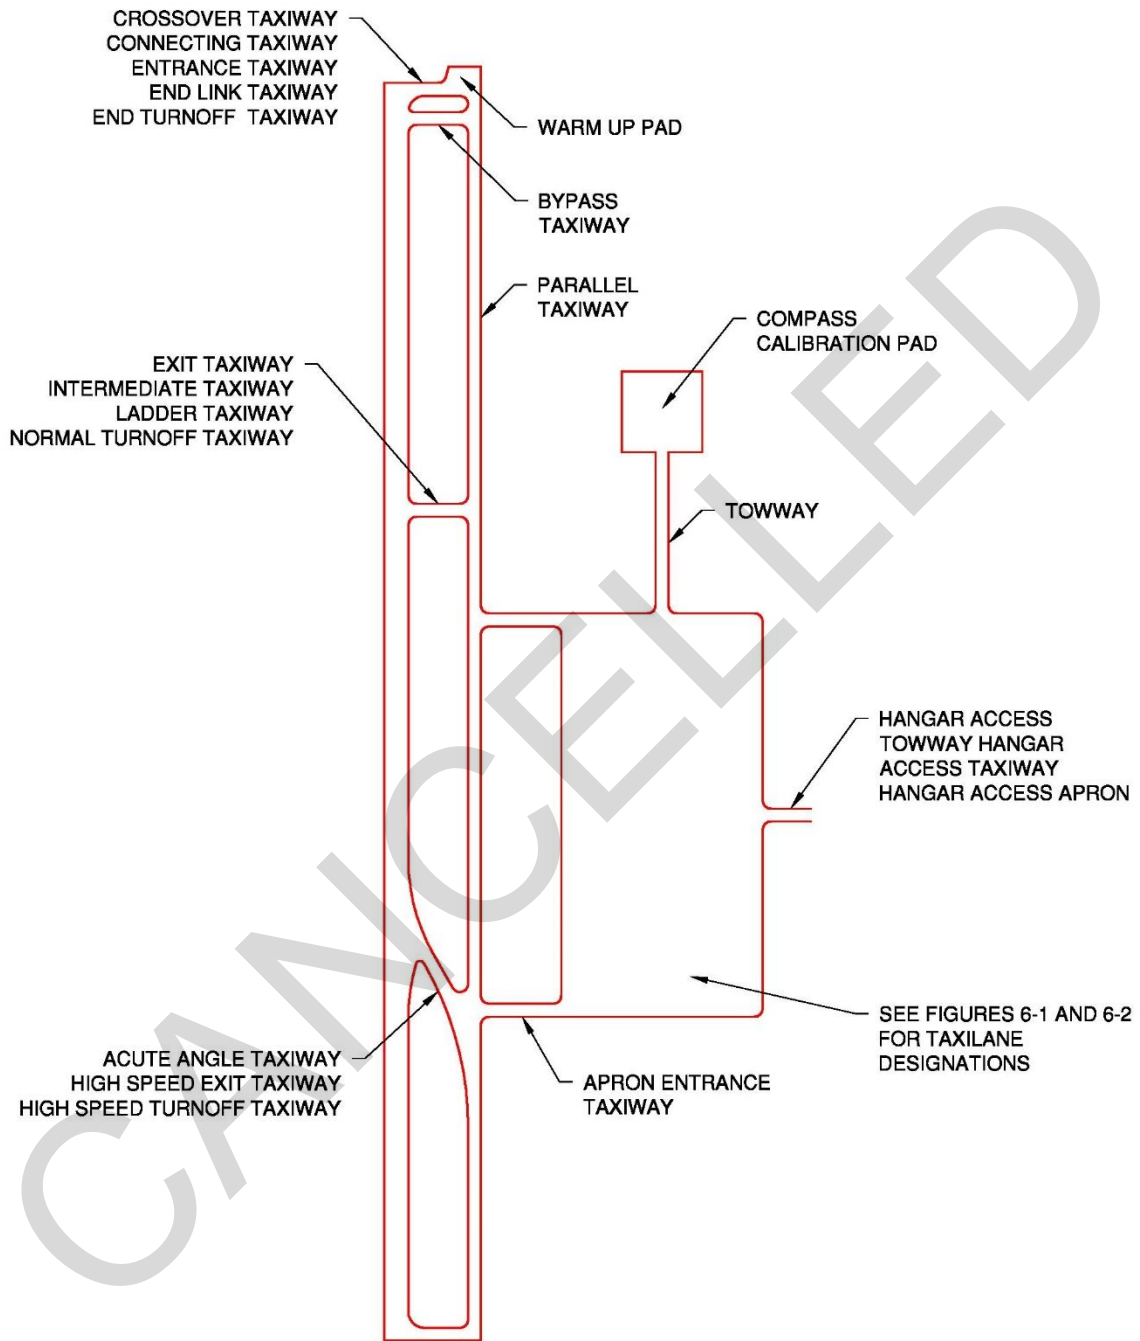 CROSSOVER TAXIWAY
CONNECTING TAXIWAY
ENTRANCE TAXIWAY
END LINK TAXIWAY
END TURNOFF TAXIWAY
WARM UP PAD
BYPASS
TAXIWAY
PARALLEL
TAXIWAY
COMPASS
CALIBRATION PAD
EXIT TAXIWAY
INTERMEDIATE TAXIWAY
LADDER TAXIWAY
NORMAL TURNOFF TAXIWAY
TOWWAY
HANGAR ACCESS
TOWWAY HANGAR
ACCESS TAXIWAY
HANGAR ACCESS APRON
SEE FIGURES 6-1 AND 6-2
FOR TAXILANE
DESIGNATIONS
ACUTE ANGLE TAXIWAY
HIGH SPEED EXIT TAXIWAY
HIGH SPEED TURNOFF TAXIWAY
APRON ENTRANCE
TAXIWAY
CANCELLED